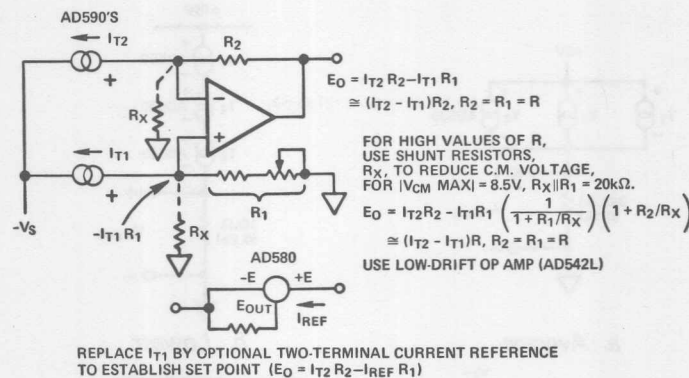 AD590'S
I_T2
R_2
+
−
R_X
+
E_O = I_T2 R_2 − I_T1 R_1
≅ (I_T2 − I_T1)R_2, R_2 = R_1 = R
I_T1
+
R_1
−V_S
−I_T1 R_1
R_X
FOR HIGH VALUES OF R,
USE SHUNT RESISTORS,
R_X, TO REDUCE C.M. VOLTAGE,
FOR |V_CM MAX| = 8.5V, R_X||R_1 = 20kΩ.
E_O = I_T2R_2 − I_T1R_1 (1/(1 + R_1/R_X)) (1 + R_2/R_X)
≅ (I_T2 − I_T1)R, R_2 = R_1 = R
USE LOW-DRIFT OP AMP (AD542L)
AD580
−E +E
E_OUT
I_REF
REPLACE I_T1 BY OPTIONAL TWO-TERMINAL CURRENT REFERENCE
TO ESTABLISH SET POINT (E_O = I_T2 R_2 − I_REF R_1)